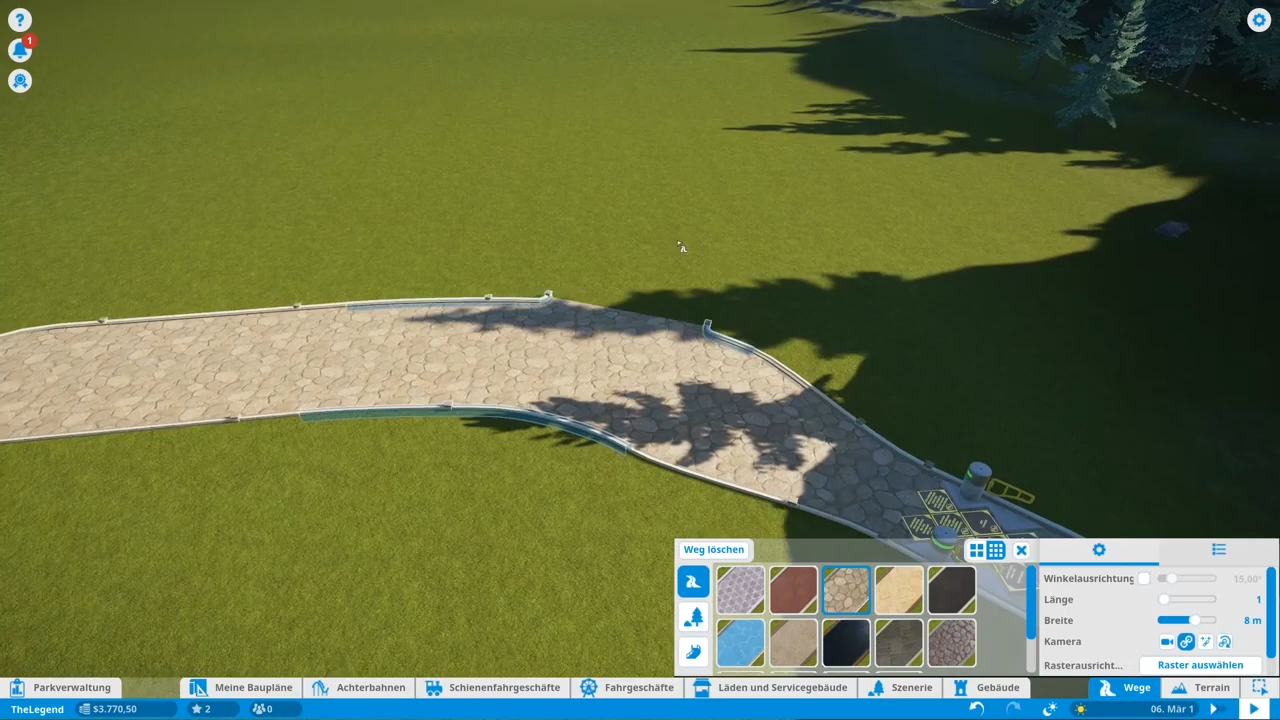 ?
1
Weg löschen
Winkelausrichtung
15,00°
Länge
1
Breite
8 m
Kamera
Rasterausricht...
Raster auswählen
Parkverwaltung
Meine Baupläne
Achterbahnen
Schienenfahrgeschäfte
Fahrgeschäfte
Läden und Servicegebäude
Szenerie
Gebäude
Wege
Terrain
TheLegend
$3.770,50
2
0
06. Mär 1